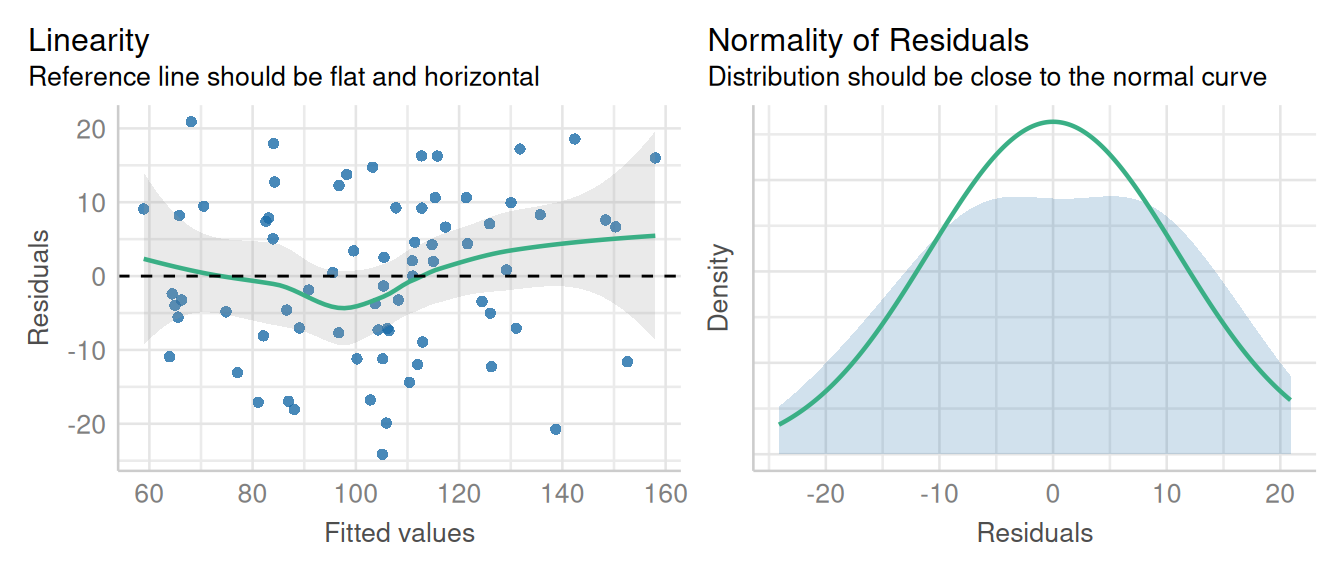 Linearity
Reference line should be flat and horizontal
20
10
0
-10
-20
Residuals
60 80 100 120 140 160
Fitted values
Normality of Residuals
Distribution should be close to the normal curve
Density
-20 -10 0 10 20
Residuals